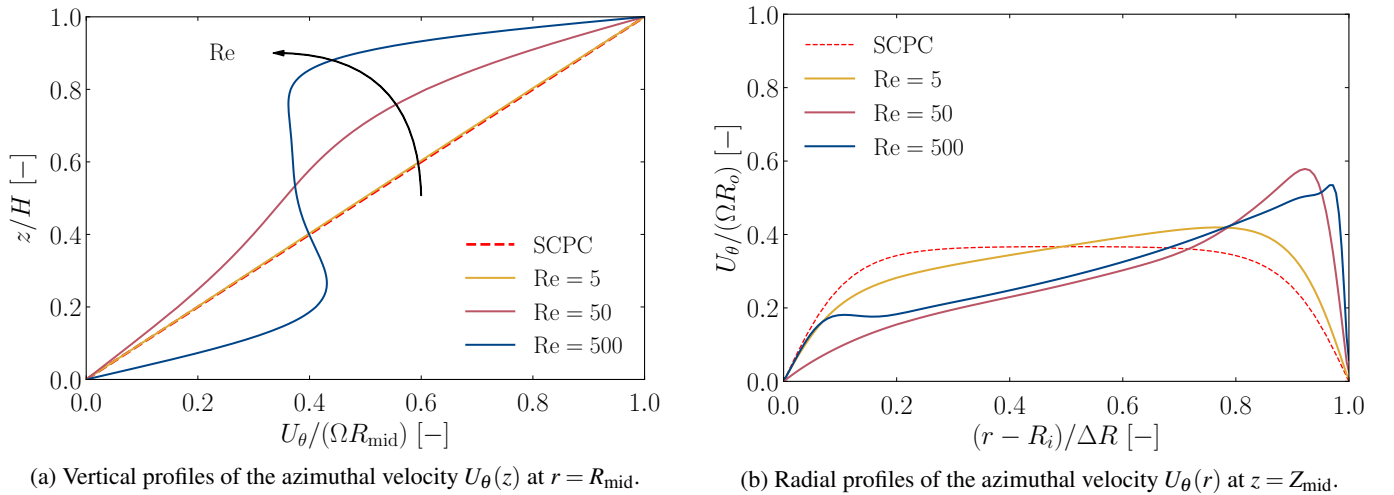 1.0
0.8
0.6
0.4
0.2
0.0
z/H [−]
Re
SCPC
Re = 5
Re = 50
Re = 500
0.0 0.2 0.4 0.6 0.8 1.0
U_θ/(ΩR_mid) [−]
(a) Vertical profiles of the azimuthal velocity U_θ(z) at r = R_mid.
1.0
0.8
0.6
0.4
0.2
0.0
U_θ/(ΩR_o) [−]
SCPC
Re = 5
Re = 50
Re = 500
0.0 0.2 0.4 0.6 0.8 1.0
(r − R_i)/ΔR [−]
(b) Radial profiles of the azimuthal velocity U_θ(r) at z = Z_mid.